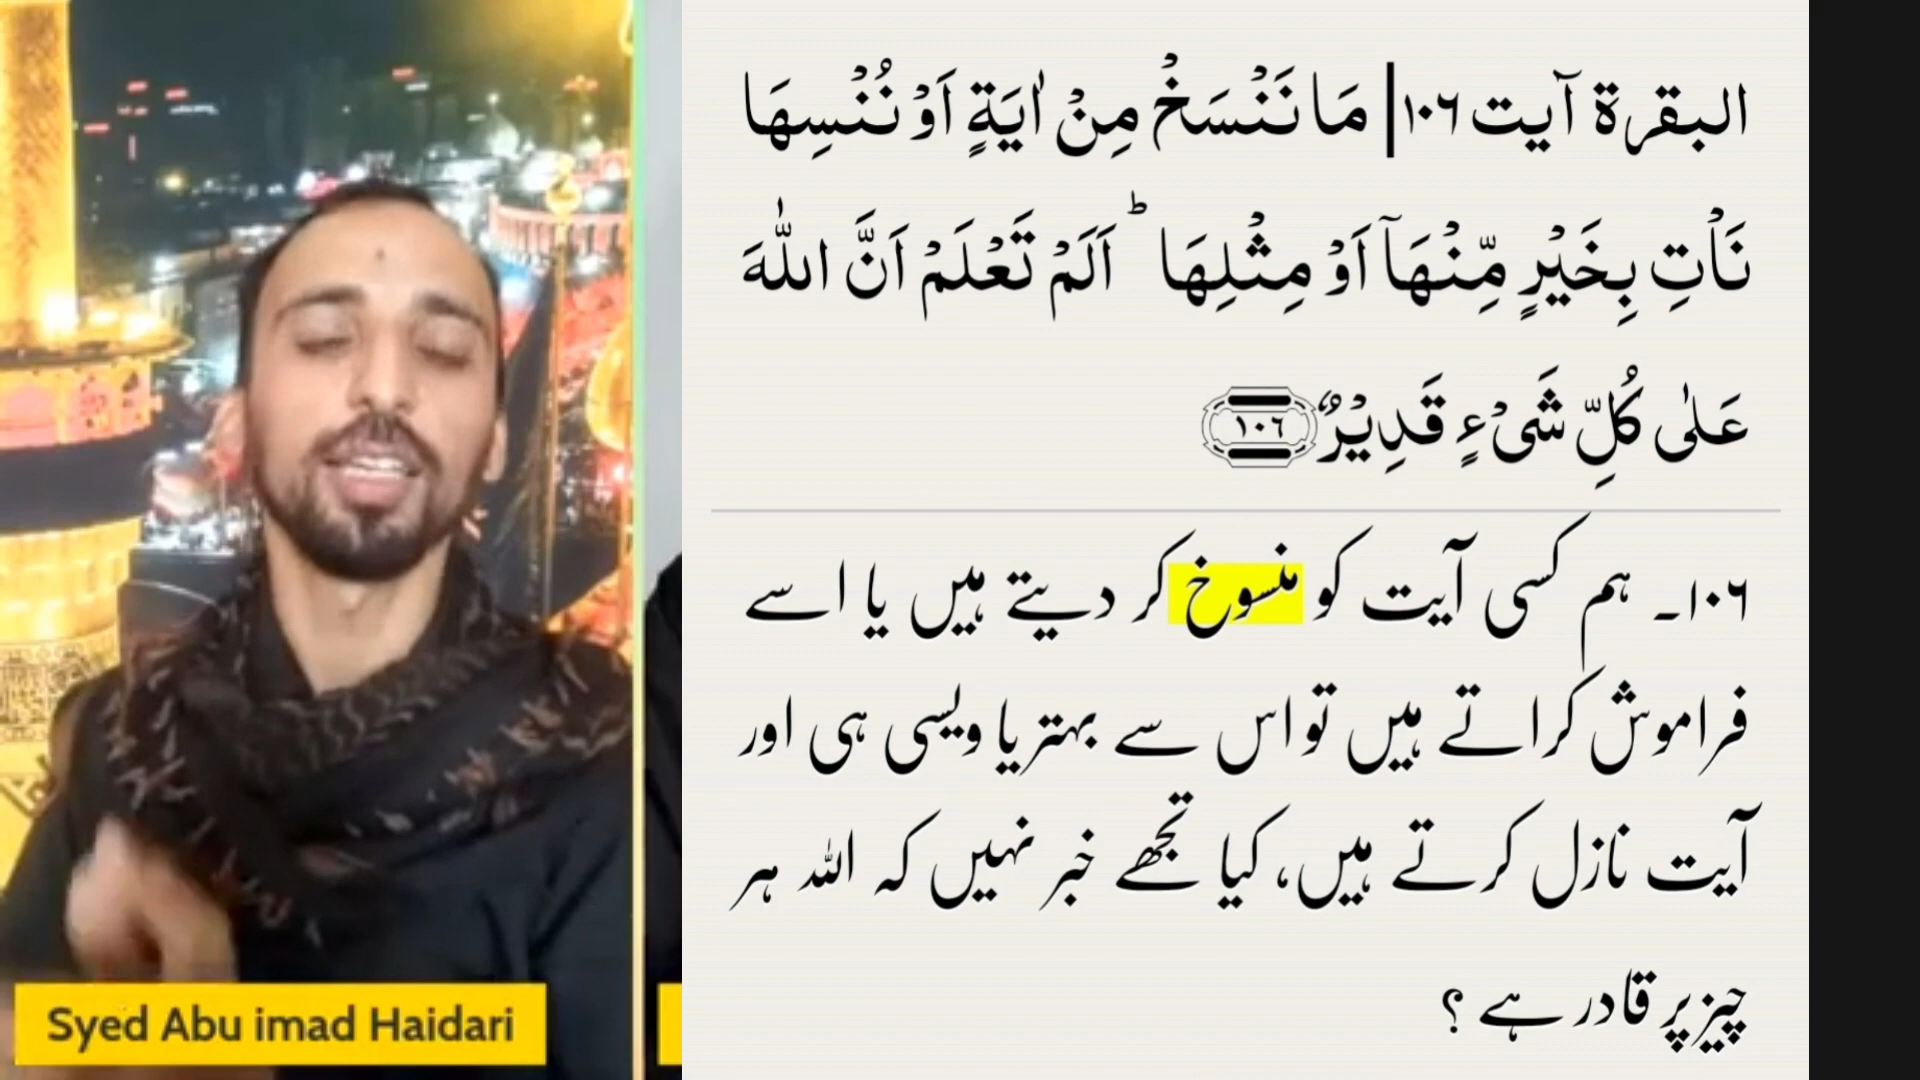 البقرة آیت ۱۰۶| مَا نَنْسَخْ مِنْ اٰیَۃٍ اَوْ نُنْسِہَا
نَاْتِ بِخَیْرٍ مِّنْہَاۤ اَوْ مِثْلِہَا ؕ اَلَمْ تَعْلَمْ اَنَّ اللّٰہَ
عَلٰی کُلِّ شَیْءٍ قَدِیْرٌ ﴿۱۰۶﴾
۱۰۶۔ ہم کسی آیت کو منسوخ کر دیتے ہیں یا اسے
فراموش کراتے ہیں تو اس سے بہتر یا ویسی ہی اور
آیت نازل کرتے ہیں، کیا تجھے خبر نہیں کہ اللہ ہر
چیز پر قادر ہے ؟
Syed Abu imad Haidari